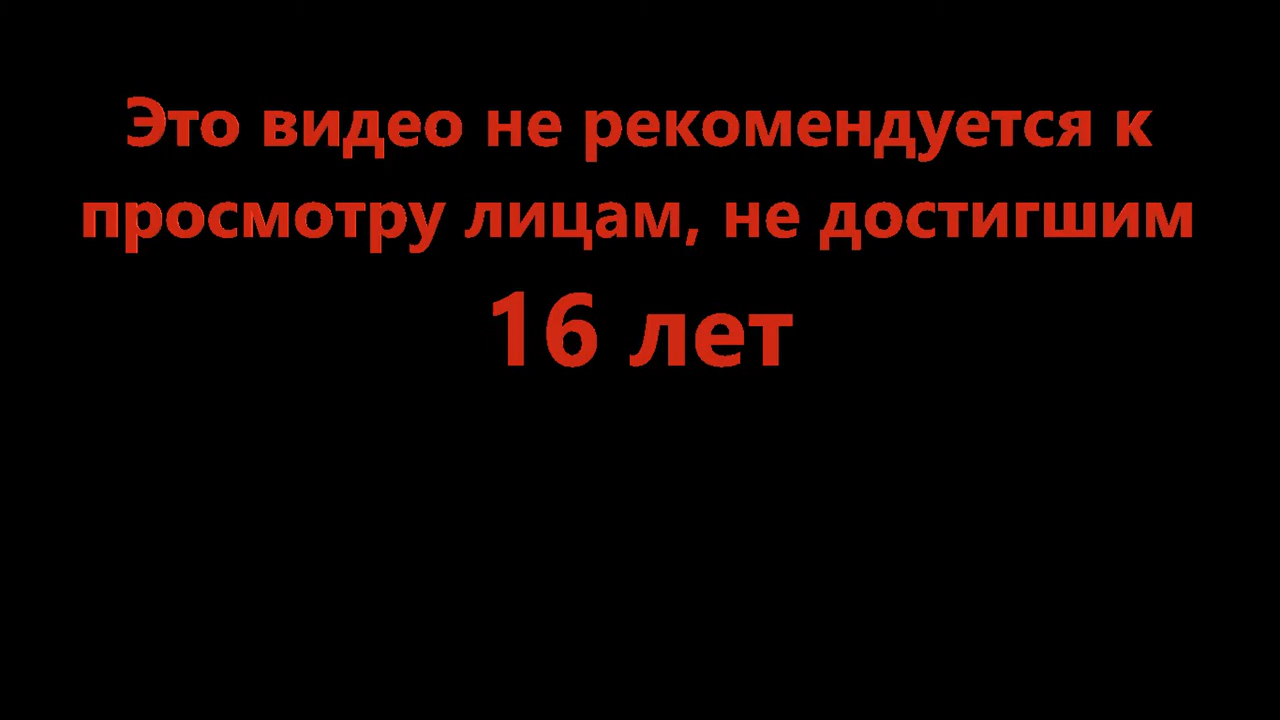 Это видео не рекомендуется к
просмотру лицам, не достигшим
16 лет